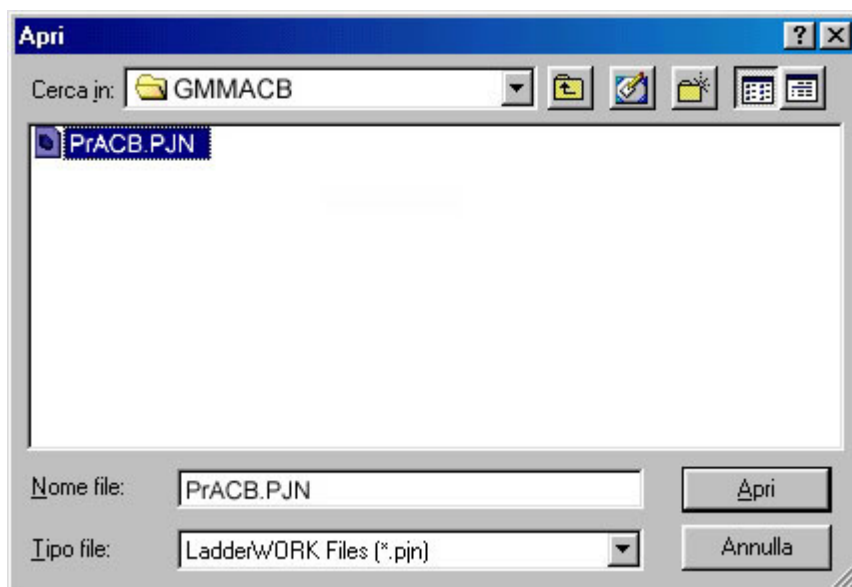 Apri
Cerca in: GMMACB
PrACB.PJN
Nome file: PrACB.PJN Apri
Tipo file: LadderWORK Files (*.pjn) Annulla